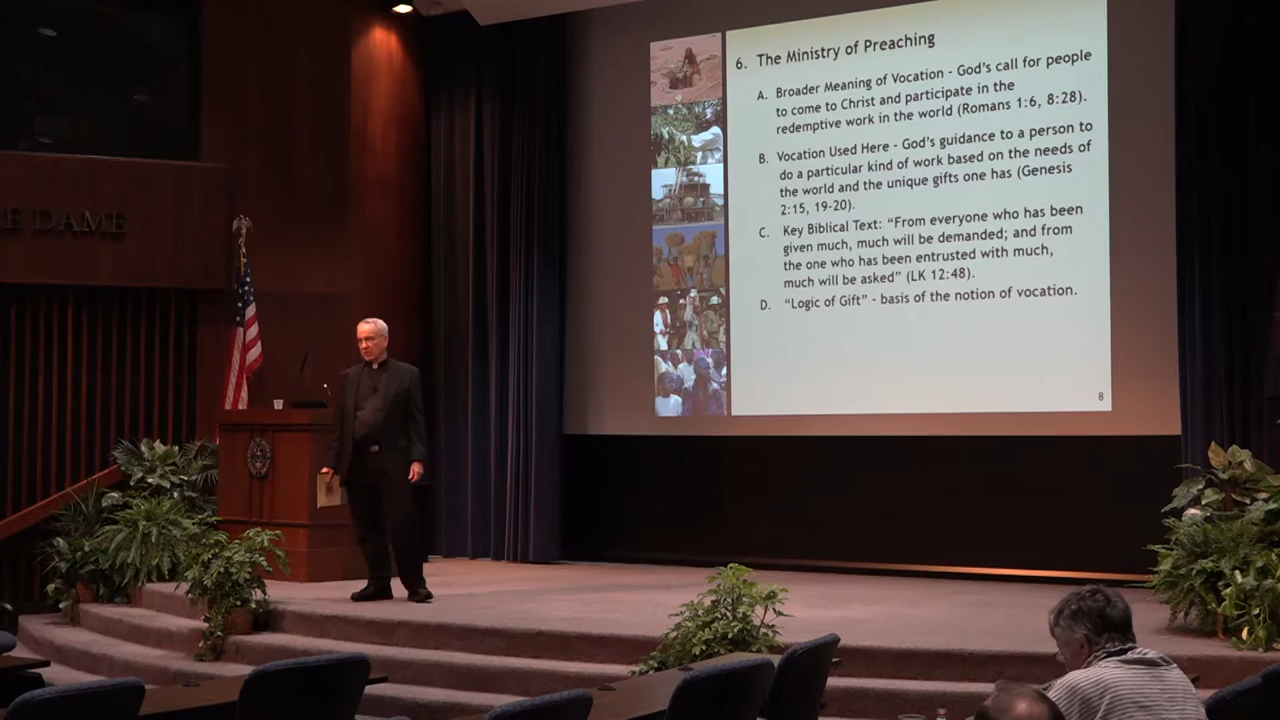 E DAME
6. The Ministry of Preaching
A. Broader Meaning of Vocation - God's call for people
to come to Christ and participate in the
redemptive work in the world (Romans 1:6, 8:28).
B. Vocation Used Here - God's guidance to a person to
do a particular kind of work based on the needs of
the world and the unique gifts one has (Genesis
2:15, 19-20).
C. Key Biblical Text: "From everyone who has been
given much, much will be demanded; and from
the one who has been entrusted with much,
much will be asked" (LK 12:48).
D. "Logic of Gift" - basis of the notion of vocation.
8